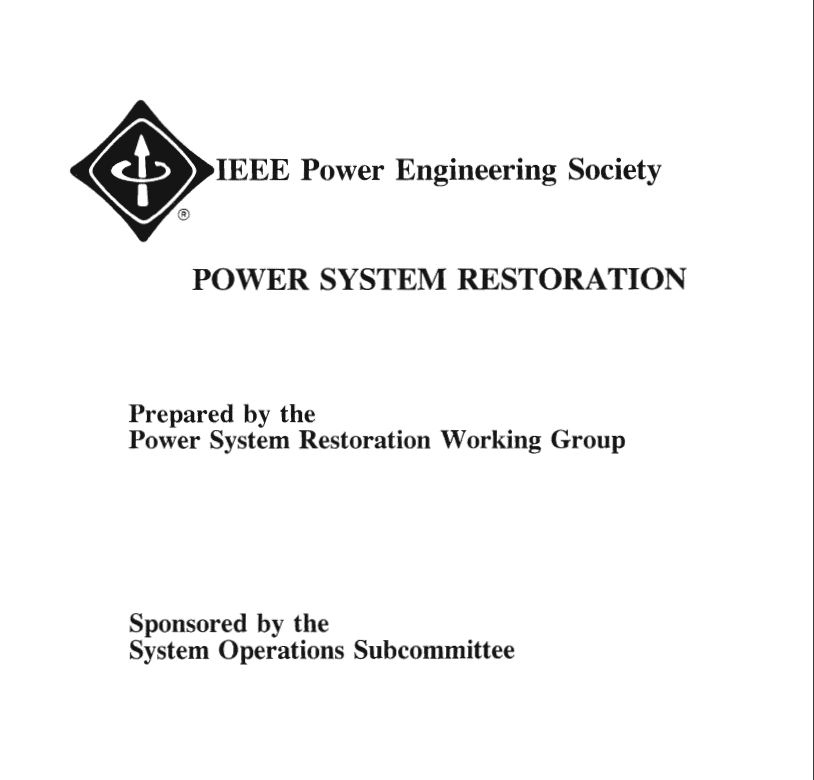 IEEE Power Engineering Society
®
POWER SYSTEM RESTORATION
Prepared by the
Power System Restoration Working Group
Sponsored by the
System Operations Subcommittee